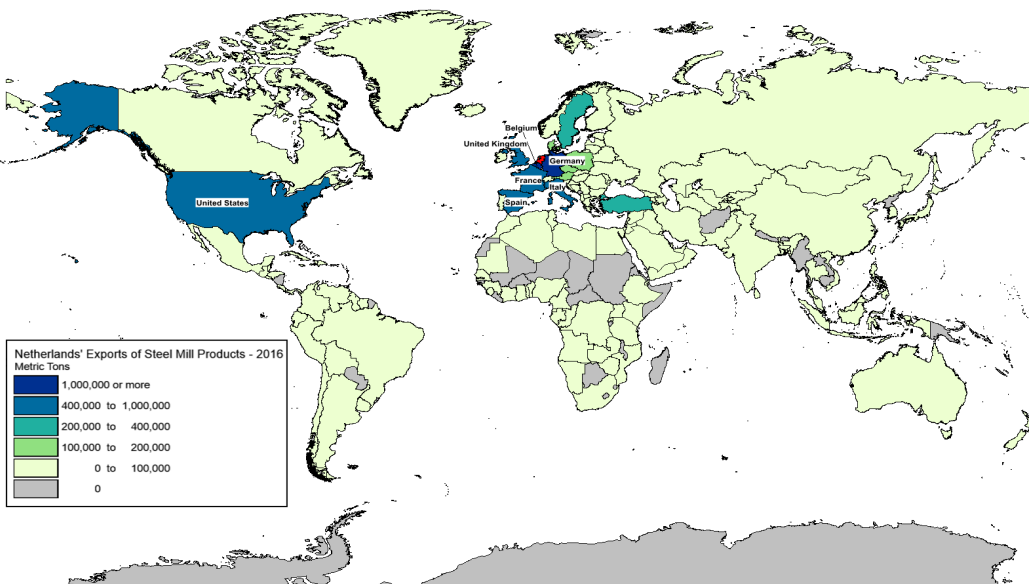 Belgium
United Kingdom
Germany
France
Italy
Spain
United States
Netherlands' Exports of Steel Mill Products - 2016
Metric Tons
1,000,000 or more
400,000 to 1,000,000
200,000 to 400,000
100,000 to 200,000
0 to 100,000
0